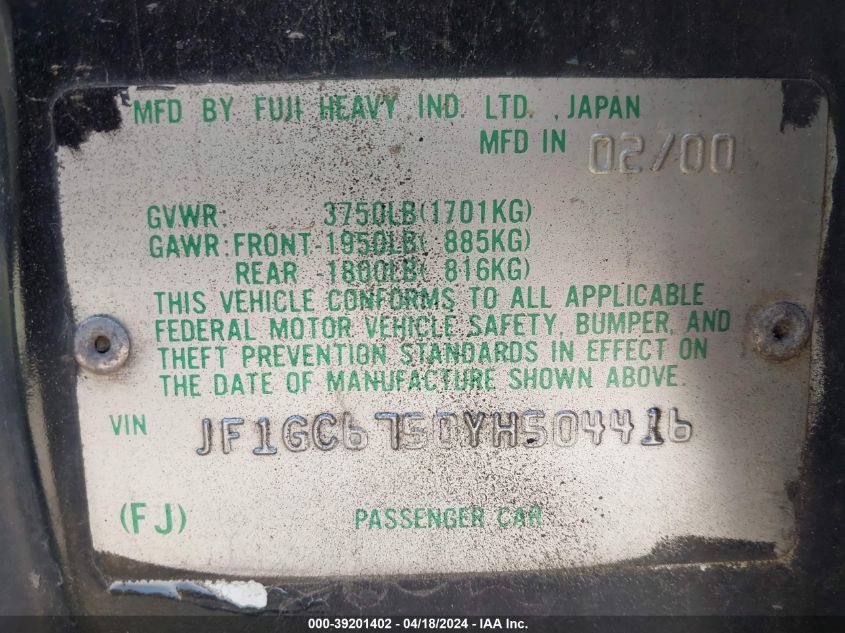 MFD BY FUJI HEAVY IND. LTD. , JAPAN
MFD IN 02/00
GVWR: 3750LB(1701KG)
GAWR:FRONT-1950LB( 885KG)
REAR -1800LB( 816KG)
THIS VEHICLE CONFORMS TO ALL APPLICABLE
FEDERAL MOTOR VEHICLE SAFETY, BUMPER, AND
THEFT PREVENTION STANDARDS IN EFFECT ON
THE DATE OF MANUFACTURE SHOWN ABOVE.
VIN JF1GC6750YH504416
(FJ) PASSENGER CAR
000-39201402 - 04/18/2024 - IAA Inc.